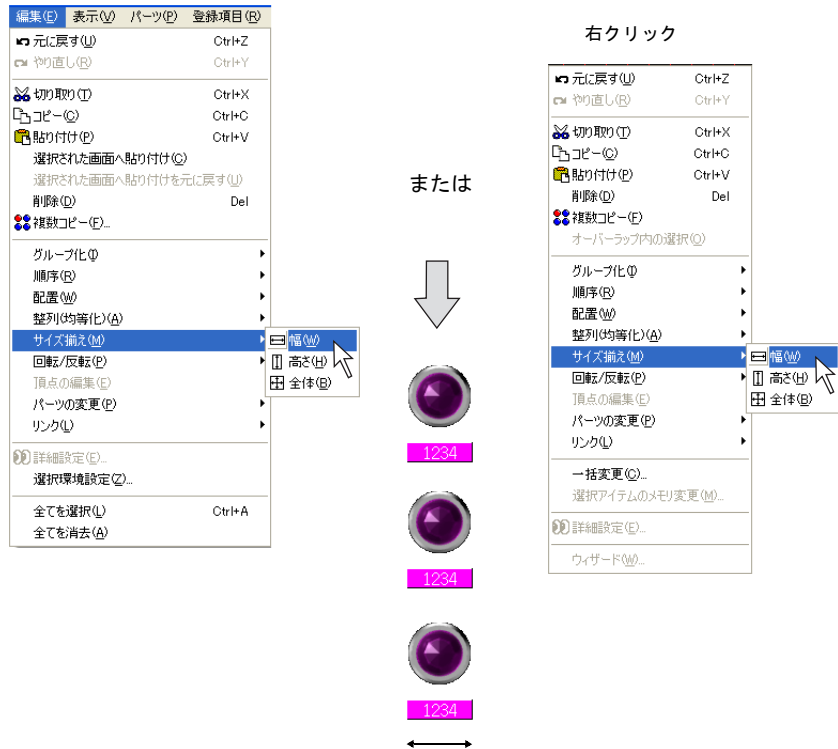 編集(E) 表示(V) パーツ(P) 登録項目(R)
元に戻す(U) Ctrl+Z
やり直し(R) Ctrl+Y
切り取り(T) Ctrl+X
コピー(C) Ctrl+C
貼り付け(P) Ctrl+V
選択された画面へ貼り付け(C)
選択された画面へ貼り付けを元に戻す(U)
削除(D) Del
複数コピー(F)...
グループ化(I)
順序(R)
配置(W)
整列(均等化)(A)
サイズ揃え(M)
回転/反転(P)
頂点の編集(E)
パーツの変更(P)
リンク(L)
詳細設定(E)...
選択環境設定(Z)...
全てを選択(L) Ctrl+A
全てを消去(A)
幅(W)
高さ(H)
全体(B)
または
1234
1234
1234
右クリック
元に戻す(U) Ctrl+Z
やり直し(R) Ctrl+Y
切り取り(T) Ctrl+X
コピー(C) Ctrl+C
貼り付け(P) Ctrl+V
削除(D) Del
複数コピー(F)
オーバーラップ内の選択(O)
グループ化(I)
順序(R)
配置(W)
整列(均等化)(A)
サイズ揃え(M)
回転/反転(P)
頂点の編集(E)
パーツの変更(P)
リンク(L)
一括変更(C)...
選択アイテムのメモリ変更(M)...
詳細設定(E)...
ウィザード(W)...
幅(W)
高さ(H)
全体(B)